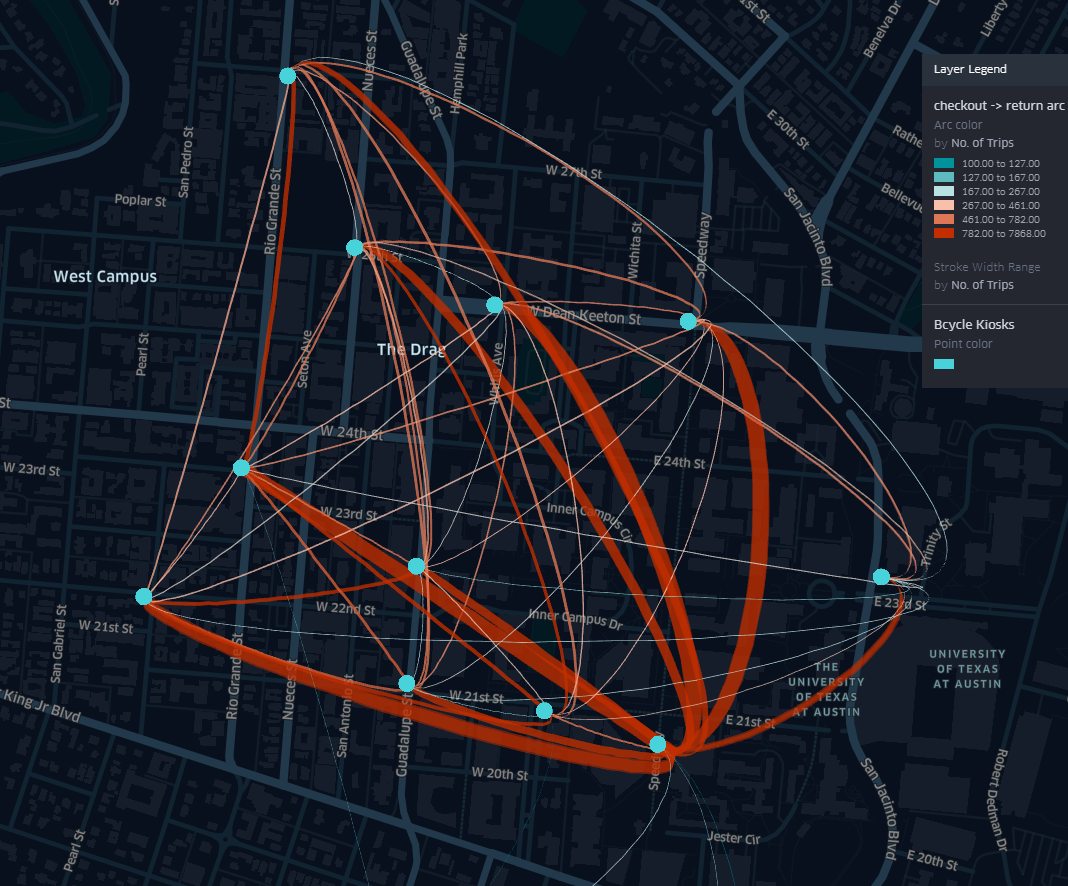 Nueces St
Guadalupe St
Hemphill Park
Benelva Dr
Liberty
Layer Legend
checkout -> return arc
Arc color
by No. of Trips
100.00 to 127.00
127.00 to 167.00
167.00 to 267.00
267.00 to 461.00
461.00 to 782.00
782.00 to 7868.00
Stroke Width Range
by No. of Trips
Bcycle Kiosks
Point color
E 30th St
San Pedro St
W 27th St
Poplar St
Rio Grande St
San Jacinto Blvd
Wichita St
Speedway
West Campus
W Dean Keeton St
The Drag
Pearl St
Seton Ave
W 24th St
W 23rd St
E 24th St
W 23rd St
Inner Campus Cir
Trinity St
W 22nd St
E 23rd St
W 21st St
Inner Campus Dr
San Gabriel St
Rio Grande St
Nueces St
San Antonio St
Guadalupe St
W 21st St
THE
UNIVERSITY
OF TEXAS
AT AUSTIN
UNIVERSITY
OF TEXAS
AT AUSTIN
King Jr Blvd
E 21st St
W 20th St
Jester Cir
San Jacinto Blvd
Robert Dedman Dr
Pearl St
E 20th St